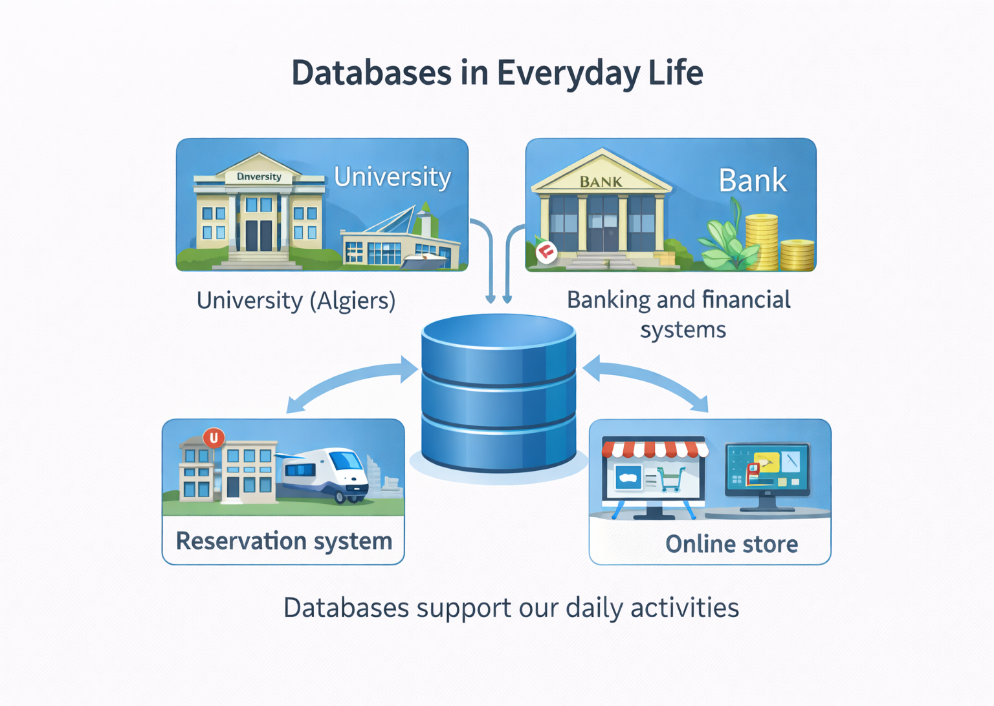 Databases in Everyday Life
Dnversity
University
BANK
Bank
University (Algiers)
Banking and financial
systems
U
Reservation system
Online store
Databases support our daily activities